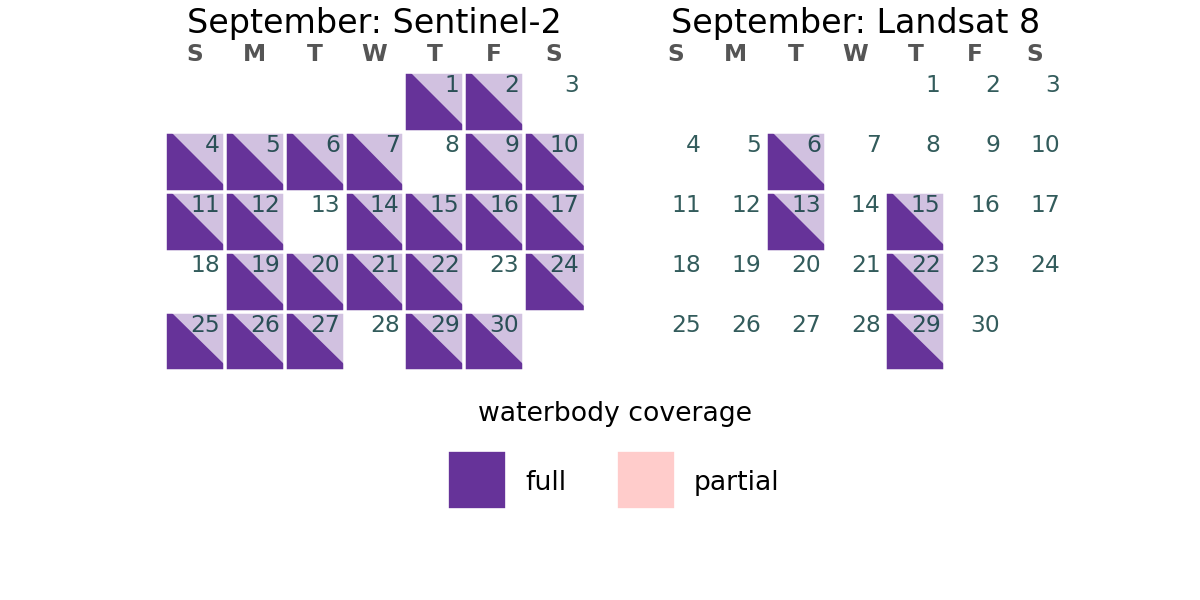 September: Sentinel-2
S M T W T F S
1 2 3
4 5 6 7 8 9 10
11 12 13 14 15 16 17
18 19 20 21 22 23 24
25 26 27 28 29 30
September: Landsat 8
S M T W T F S
1 2 3
4 5 6 7 8 9 10
11 12 13 14 15 16 17
18 19 20 21 22 23 24
25 26 27 28 29 30
waterbody coverage
full partial